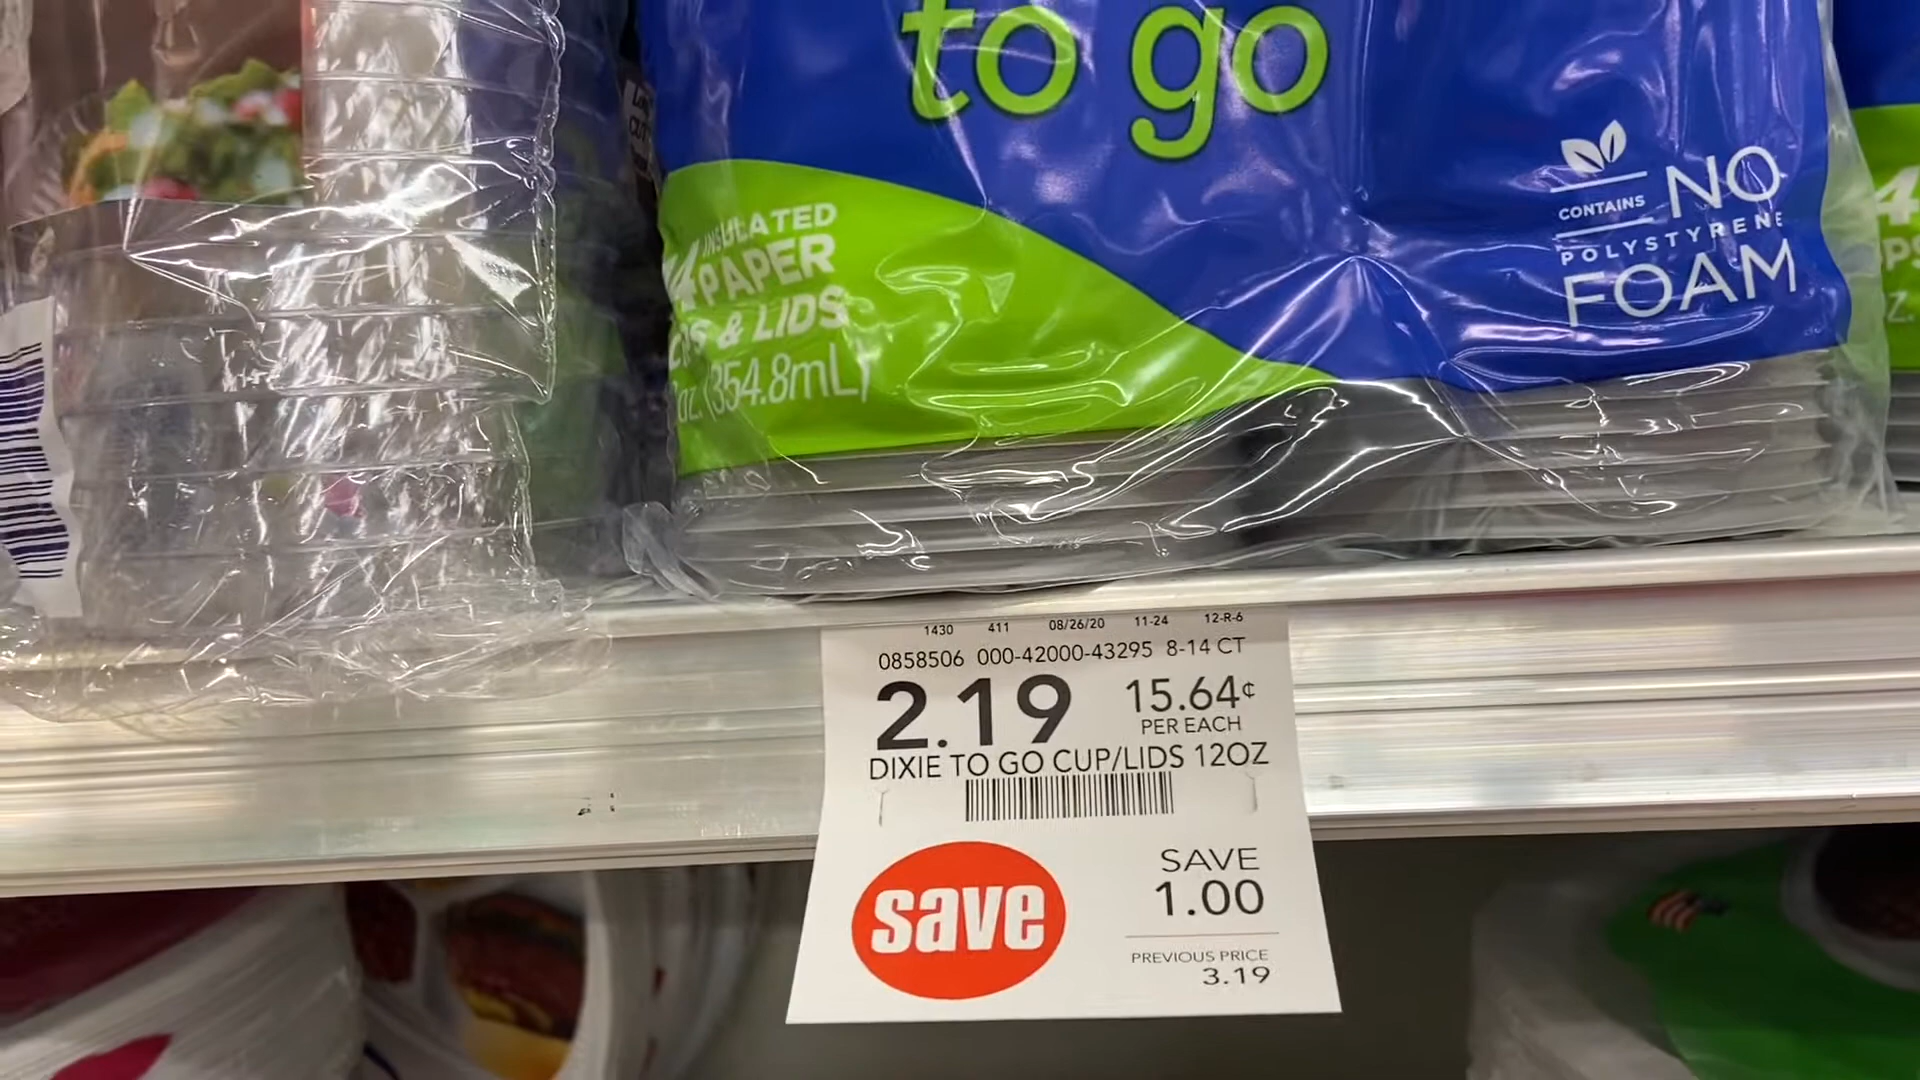 to go
INSULATED
PAPER
& LIDS
oz. (354.8mL)
CONTAINS NO
POLYSTYRENE
FOAM
1430 411 08/26/20 11-24 12-R-6
0858506 000-42000-43295 8-14 CT
2.19 15.64¢
PER EACH
DIXIE TO GO CUP/LIDS 12OZ
save
SAVE
1.00
PREVIOUS PRICE
3.19